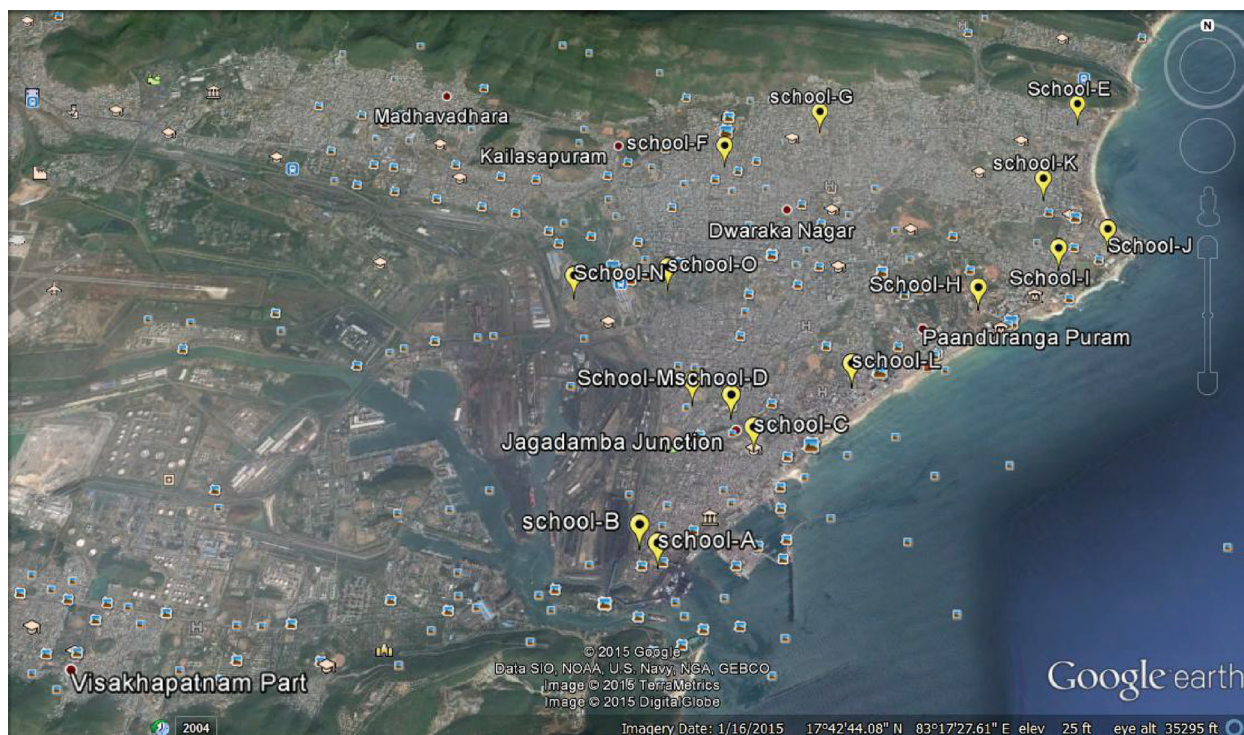 N
school-G
School-E
Madhavadhara
Kailasapuram
school-F
school-K
Dwaraka Nagar
School-J
School-N
school-O
School-I
School-H
Paanduranga Puram
school-L
School-M
school-D
school-C
Jagadamba Junction
school-B
school-A
Visakhapatnam Part
© 2015 Google
Data SIO, NOAA, U.S. Navy, NGA, GEBCO
Image © 2015 TerraMetrics
Image © 2015 DigitalGlobe
Google earth
2004
Imagery Date: 1/16/2015 17°42'44.08" N 83°17'27.61" E elev 25 ft eye alt 35295 ft